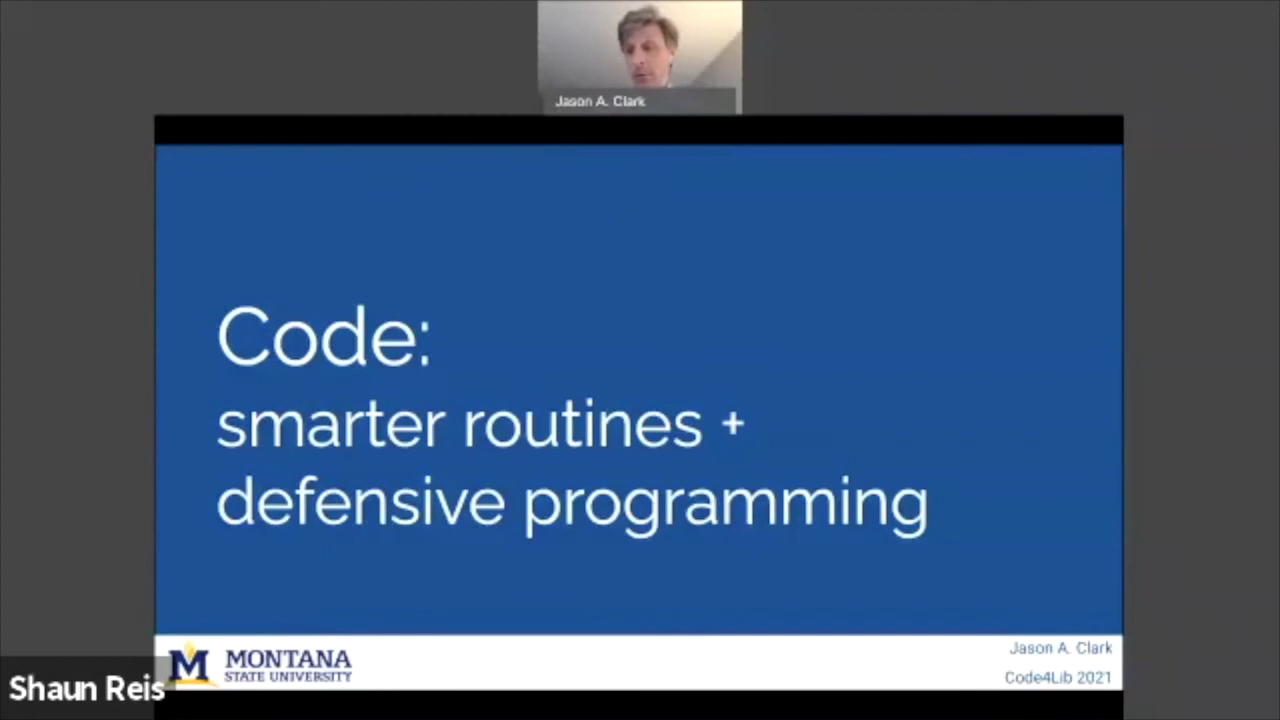 Jason A. Clark
Code:
smarter routines +
defensive programming
M MONTANA
STATE UNIVERSITY
Jason A. Clark
Code4Lib 2021
Shaun Reis